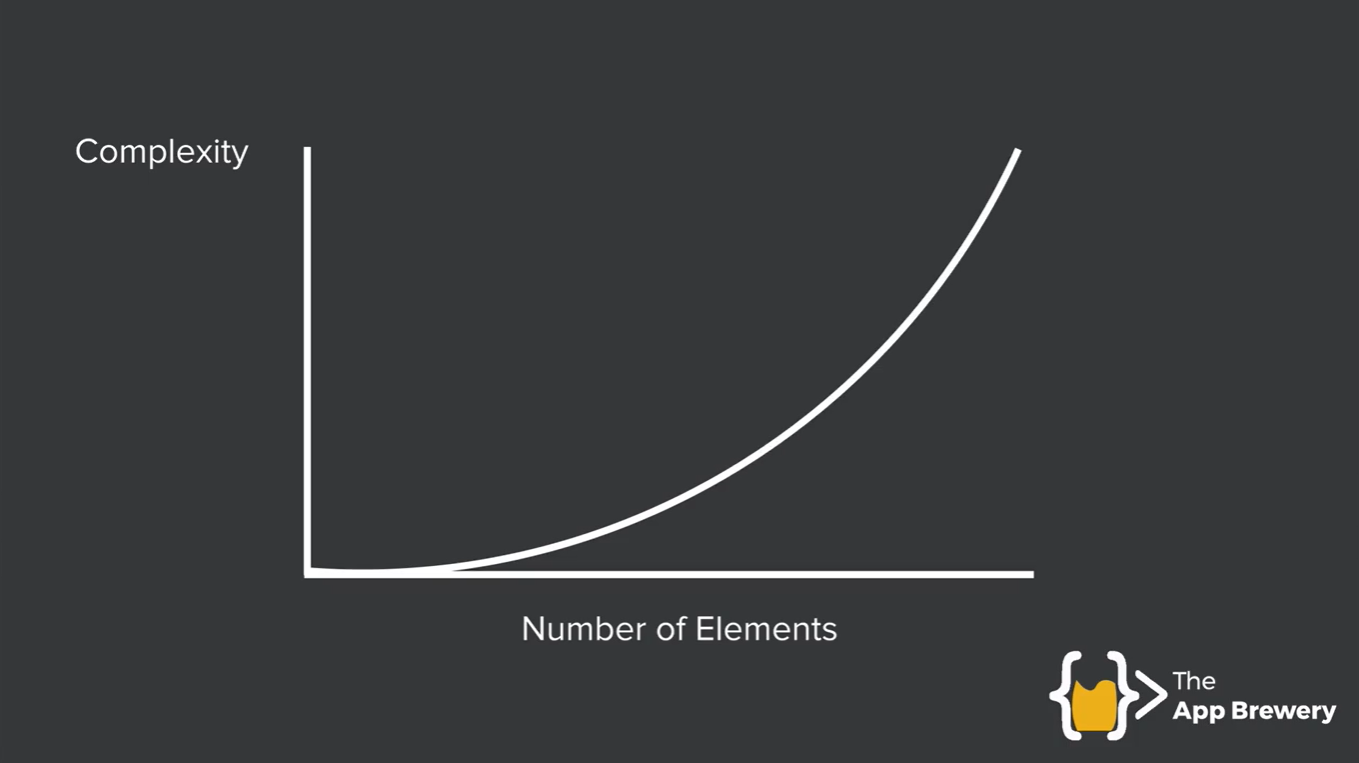 Complexity
Number of Elements
The
App Brewery